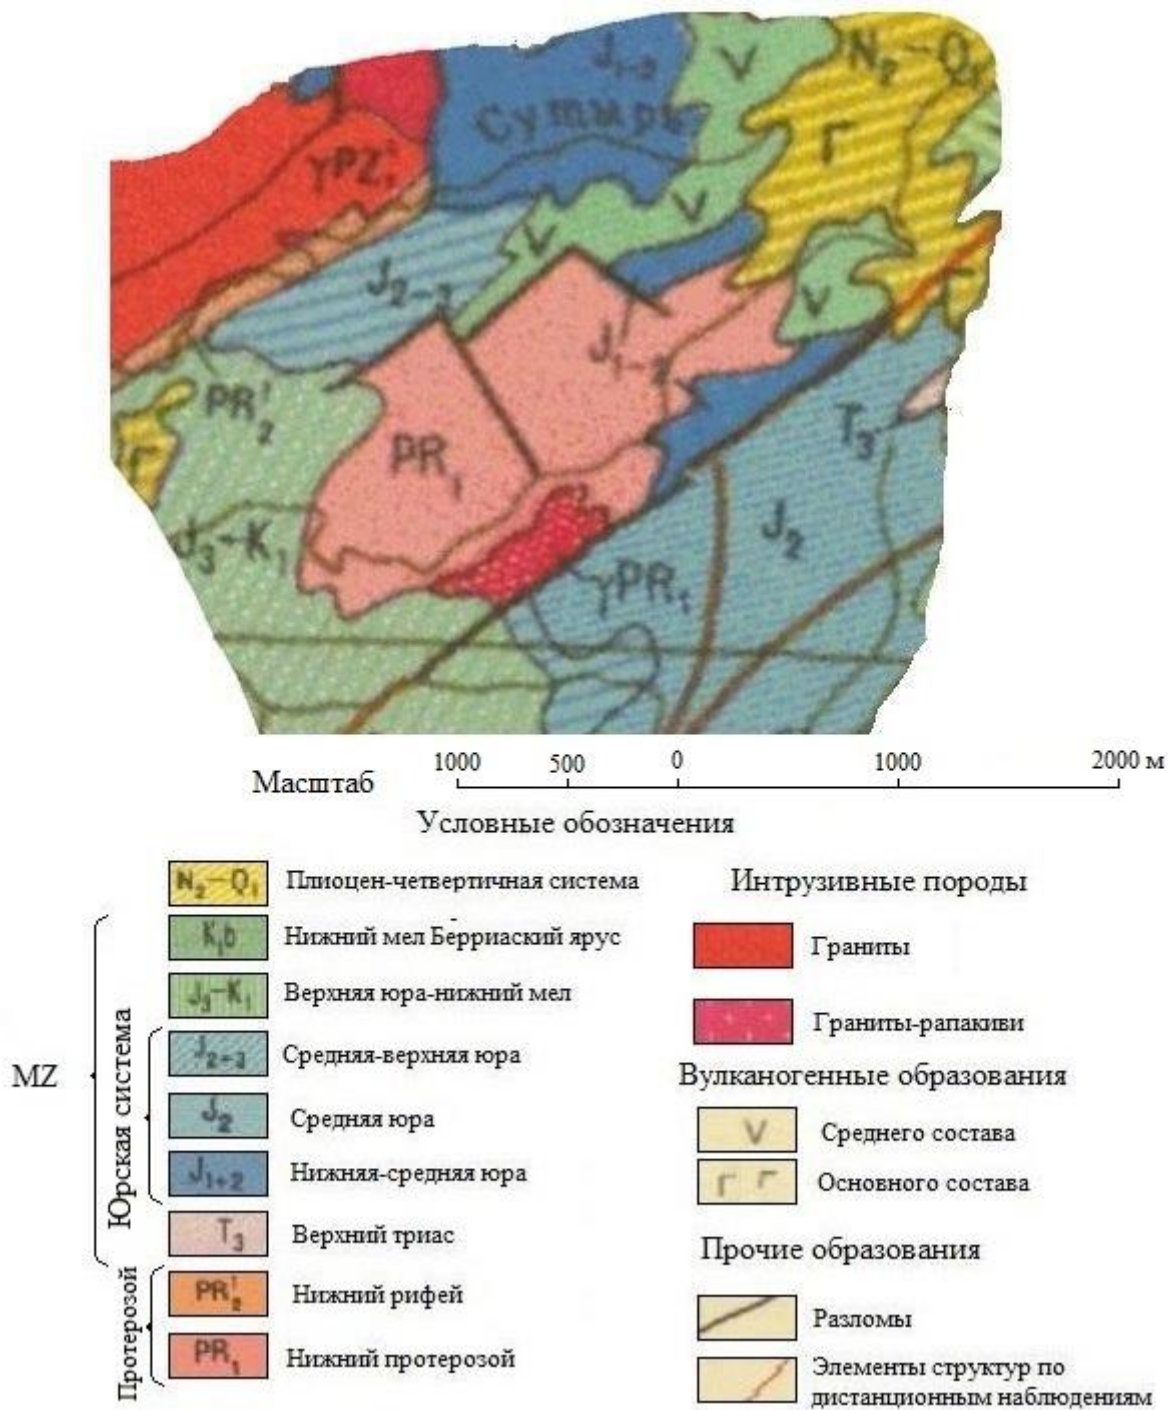 J₁₋₂
V
N₂–Q₁
Сутырь
Г
γPZ₁¹
V
V
J₂₋₃
V
Г
J₁₋₂
PR₂¹
T₃
PR₁
Г
J₂
J₃–K₁
γPR₁
Масштаб 1000 500 0 1000 2000 м
Условные обозначения
N₂–Q₁ Плиоцен-четвертичная система
K₁b Нижний мел Берриаский ярус
J₃–K₁ Верхняя юра-нижний мел
J₂₊₃ Средняя-верхняя юра
J₂ Средняя юра
J₁₊₂ Нижняя-средняя юра
T₃ Верхний триас
PR₂¹ Нижний рифей
PR₁ Нижний протерозой
MZ
Юрская система
Протерозой
Интрузивные породы
Граниты
Граниты-рапакиви
Вулканогенные образования
V Среднего состава
Г Г Основного состава
Прочие образования
Разломы
Элементы структур по
дистанционным наблюдениям